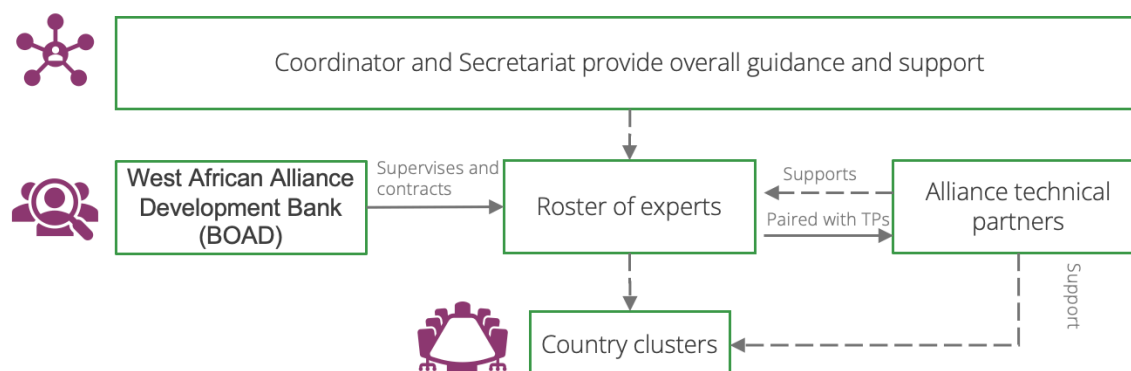 Coordinator and Secretariat provide overall guidance and support
West African Alliance
Development Bank
(BOAD)
Supervises and
contracts
Roster of experts
Supports
Paired with TPs
Alliance technical
partners
Support
Country clusters